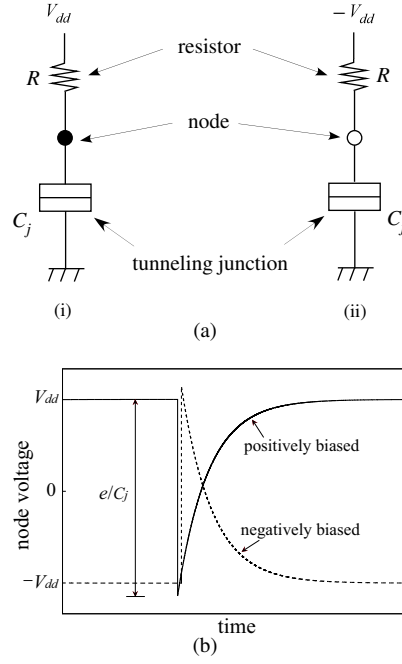 V_dd
−V_dd
resistor
R
R
node
C_j
C_j
tunneling junction
(i)
(ii)
(a)
V_dd
positively biased
e/C_j
node voltage
0
negatively biased
−V_dd
time
(b)